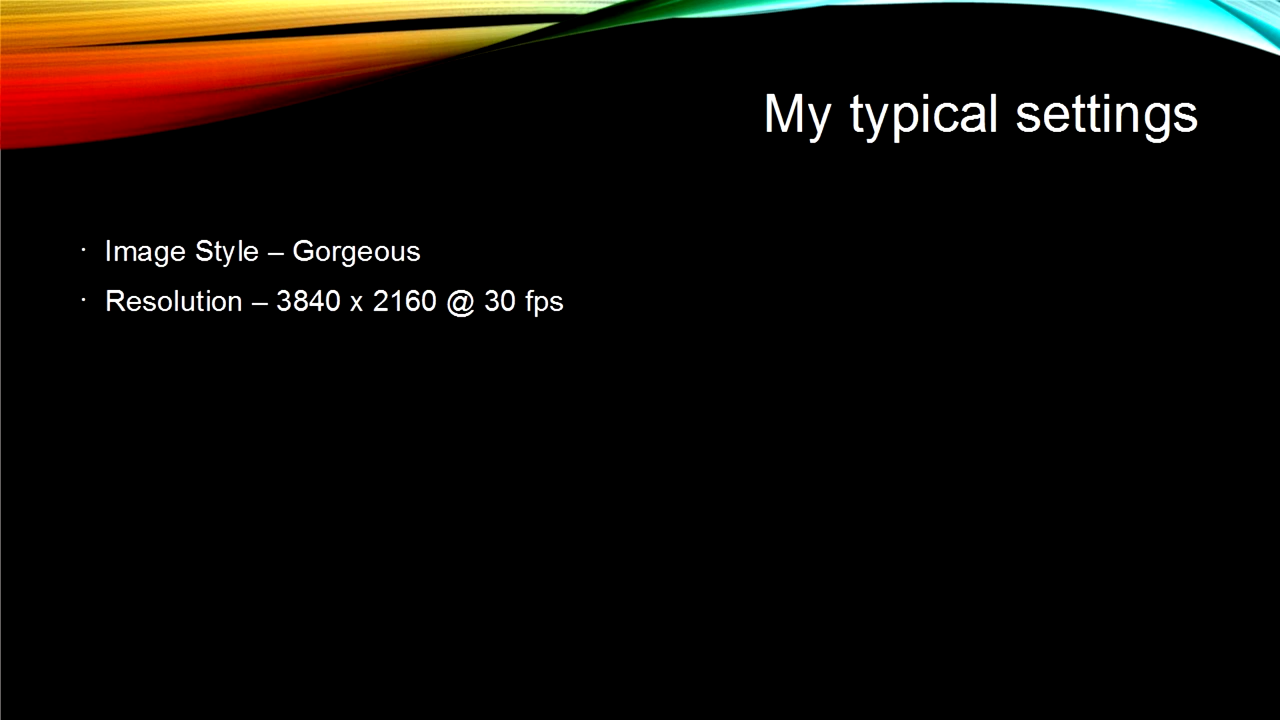 My typical settings
· Image Style – Gorgeous
· Resolution – 3840 x 2160 @ 30 fps